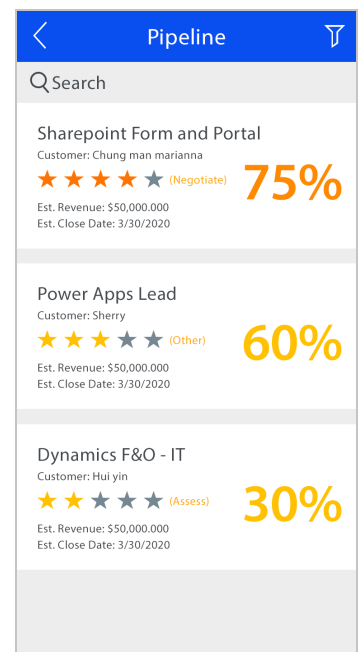 Pipeline
Search
Sharepoint Form and Portal
Customer: Chung man marianna
(Negotiate)
75%
Est. Revenue: $50,000.000
Est. Close Date: 3/30/2020
Power Apps Lead
Customer: Sherry
(Other)
60%
Est. Revenue: $50,000.000
Est. Close Date: 3/30/2020
Dynamics F&O - IT
Customer: Hui yin
(Assess)
30%
Est. Revenue: $50,000.000
Est. Close Date: 3/30/2020